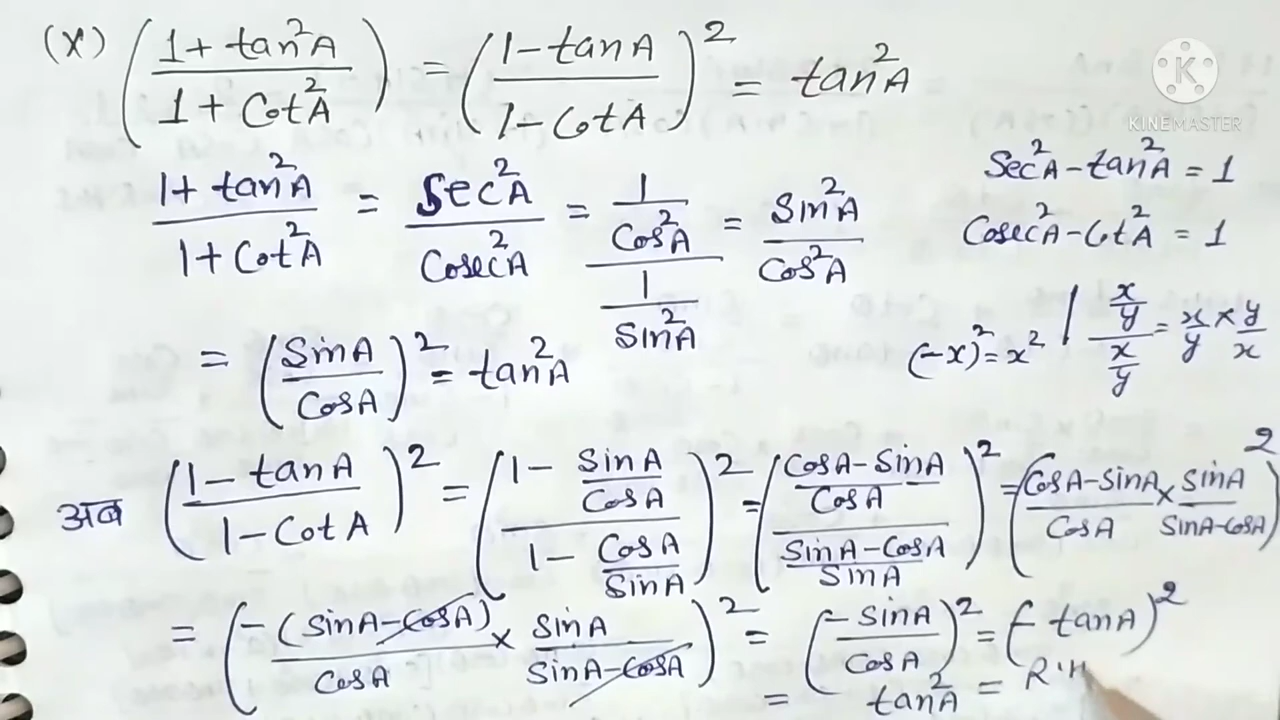 (x) ((1 + tan²A)/(1 + Cot²A)) = ((1 - tanA)/(1 - CotA))² = tan²A
KINEMASTER
(1 + tan²A)/(1 + Cot²A) = Sec²A/Cosec²A = (1/Cos²A)/(1/Sin²A) = Sin²A/Cos²A
Sec²A - tan²A = 1
Cosec²A - Cot²A = 1
= (SinA/CosA)² = tan²A
(-x)² = x² / (x/y)/(x/y) = x/y × y/x
अब ((1 - tanA)/(1 - CotA))² = ((1 - SinA/CosA)/(1 - CosA/SinA))² = (((CosA - SinA)/CosA)/((SinA - CosA)/SinA))² = ((CosA - SinA)/CosA × SinA/(SinA - CosA))²
= (-(SinA - CosA)/CosA × SinA/(SinA - CosA))² = (-SinA/CosA)² = (-tanA)²
= tan²A = R.H